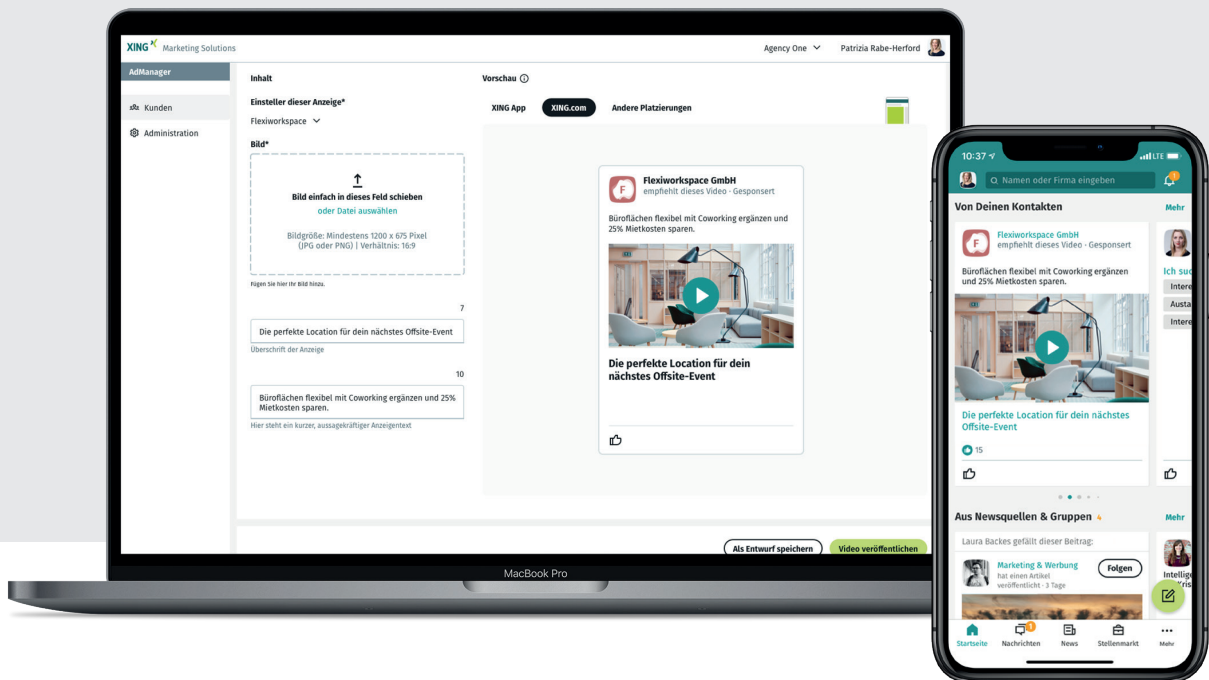 XING Marketing Solutions
Agency One
Patrizia Rabe-Herford
AdManager
Kunden
Administration
Inhalt
Einsteller dieser Anzeige*
Flexiworkspace
Bild*
Bild einfach in dieses Feld schieben
oder Datei auswählen
Bildgröße: Mindestens 1200 x 675 Pixel
(JPG oder PNG) | Verhältnis: 16:9
Fügen Sie hier Ihr Bild hinzu.
7
Die perfekte Location für dein nächstes Offsite-Event
Überschrift der Anzeige
10
Büroflächen flexibel mit Coworking ergänzen und 25%
Mietkosten sparen.
Hier steht ein kurzer, aussagekräftiger Anzeigentext
Vorschau
XING App
XING.com
Andere Platzierungen
F
Flexiworkspace GmbH
empfiehlt dieses Video · Gesponsert
Büroflächen flexibel mit Coworking ergänzen und
25% Mietkosten sparen.
Die perfekte Location für dein
nächstes Offsite-Event
Als Entwurf speichern
Video veröffentlichen
MacBook Pro
10:37
LTE
Namen oder Firma eingeben
1
Von Deinen Kontakten
Mehr
F
Flexiworkspace GmbH
empfiehlt dieses Video · Gesponsert
Büroflächen flexibel mit Coworking ergänzen
und 25% Mietkosten sparen.
Die perfekte Location für dein nächstes
Offsite-Event
15
Ich suc
Intere
Austa
Intere
Aus Newsquellen & Gruppen
Mehr
Laura Backes gefällt dieser Beitrag:
Marketing & Werbung
hat einen Artikel
veröffentlicht · 3 Tage
Folgen
Intellige
Startseite
1
Nachrichten
News
Stellenmarkt
Mehr